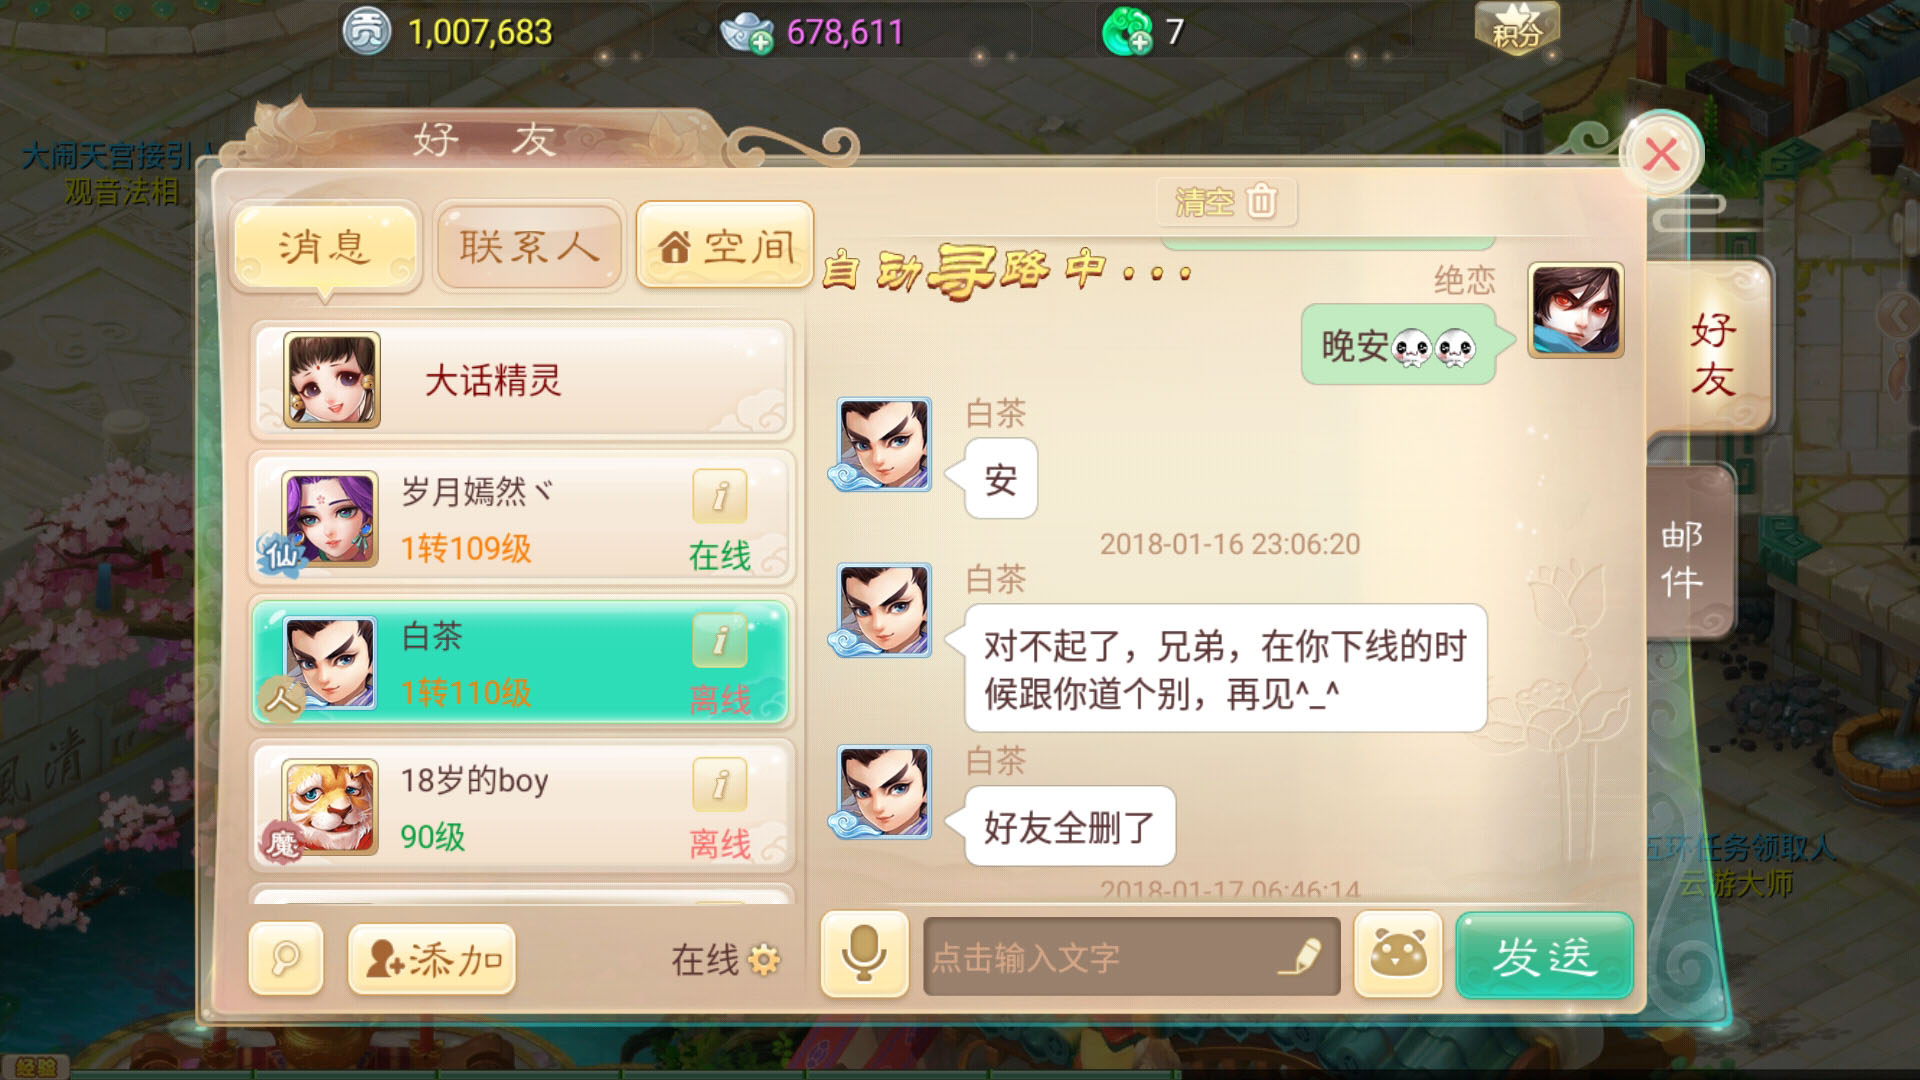 1,007,683
678,611
7
积分
好友
大闹天宫接引人
观音法相
消息
联系人
空间
清空
自动寻路中...
大话精灵
岁月嫣然ヾ
仙
1转109级
在线
白茶
人
1转110级
离线
18岁的boy
魔
90级
离线
添加
在线
绝恋
晚安
白茶
安
2018-01-16 23:06:20
白茶
对不起了，兄弟，在你下线的时
候跟你道个别，再见^_^
白茶
好友全删了
2018-01-17 06:46:14
点击输入文字
发送
好友
邮件
五环任务领取人
云游大师
经验